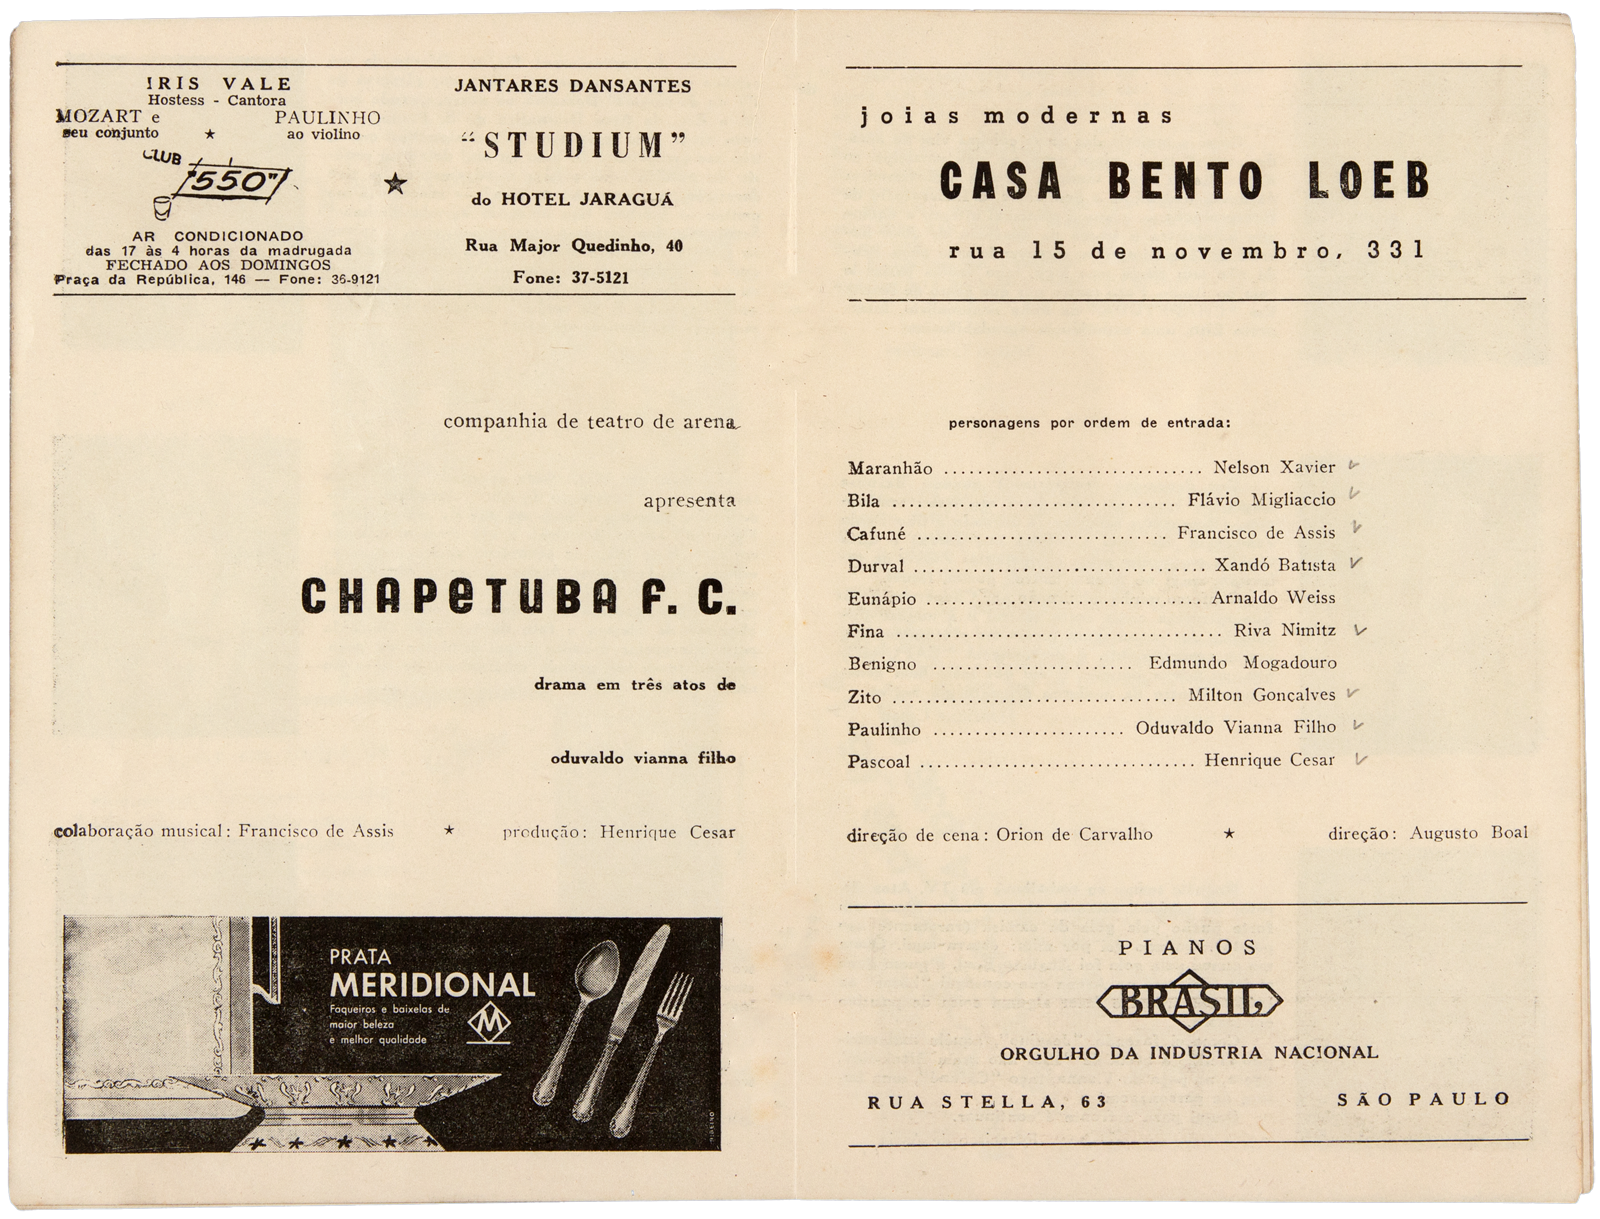 IRIS VALE
Hostess - Cantora
MOZART e PAULINHO
seu conjunto ★ ao violino
CLUB
"550"
AR CONDICIONADO
das 17 às 4 horas da madrugada
FECHADO AOS DOMINGOS
Praça da República, 146 — Fone: 36-9121
★
JANTARES DANSANTES
"STUDIUM"
do HOTEL JARAGUÁ
Rua Major Quedinho, 40
Fone: 37-5121
companhia de teatro de arena
apresenta
CHAPETUBA F. C.
drama em três atos de
oduvaldo vianna filho
colaboração musical: Francisco de Assis ★ produção: Henrique Cesar
PRATA
MERIDIONAL
Faqueiros e baixelas de
maior beleza
e melhor qualidade
M
joias modernas
CASA BENTO LOEB
rua 15 de novembro, 331
personagens por ordem de entrada:
Maranhão .............................. Nelson Xavier
Bila .................................. Flávio Migliaccio
Cafuné .............................. Francisco de Assis
Durval ................................... Xandó Batista
Eunápio ................................. Arnaldo Weiss
Fina ....................................... Riva Nimitz
Benigno ........................ Edmundo Mogadouro
Zito .................................. Milton Gonçalves
Paulinho ....................... Oduvaldo Vianna Filho
Pascoal ................................. Henrique Cesar
direção de cena: Orion de Carvalho ★ direção: Augusto Boal
PIANOS
BRASIL
ORGULHO DA INDUSTRIA NACIONAL
RUA STELLA, 63 SÃO PAULO